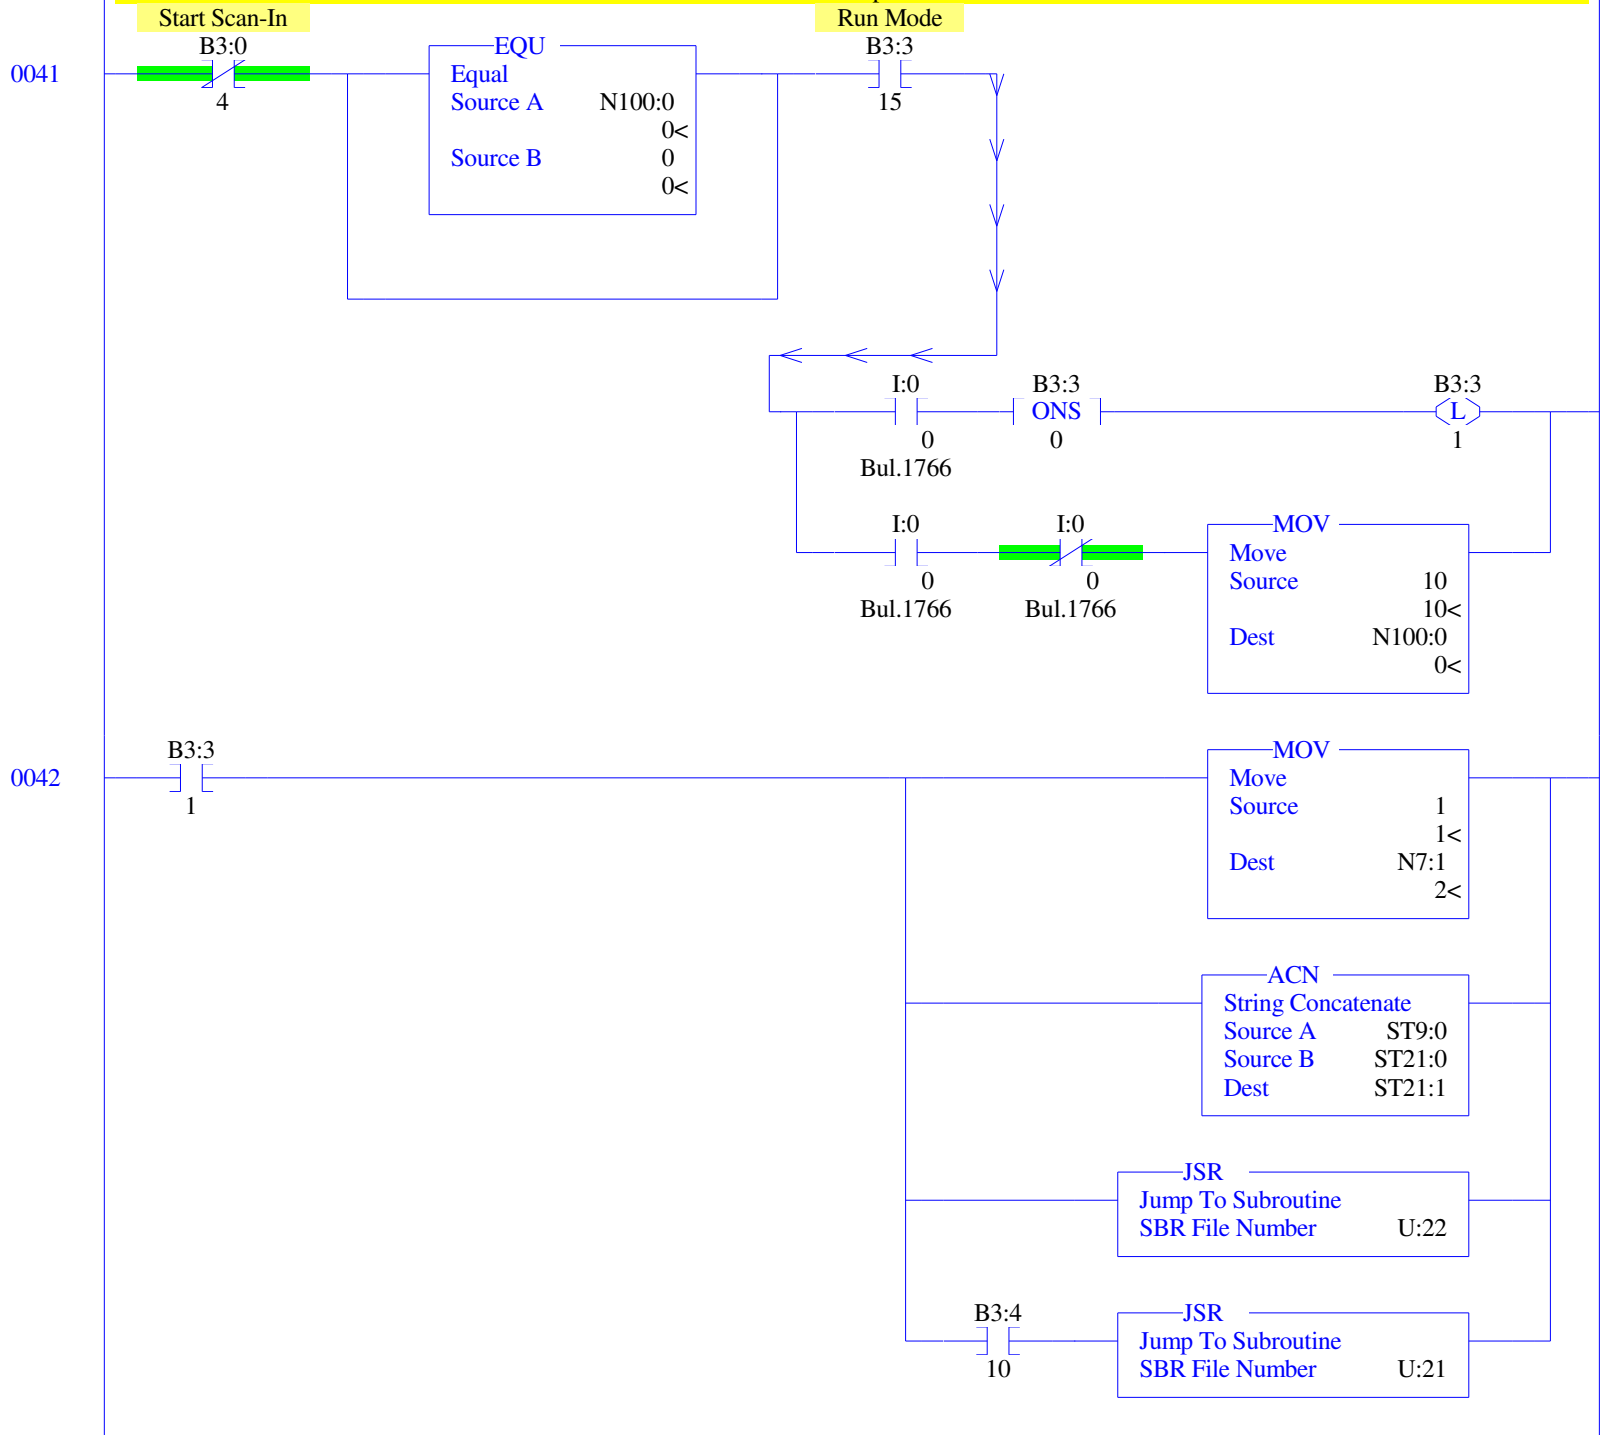 Start Scan-In
Run Mode
B3:0
EQU
B3:3
0041
Equal
4
Source A N100:0
15
0<
Source B 0
0<
I:0
B3:3
B3:3
ONS
L
0
0
1
Bul.1766
I:0
I:0
MOV
Move
0
0
Source 10
Bul.1766
Bul.1766
10<
Dest N100:0
0<
B3:3
MOV
0042
Move
1
Source 1
1<
Dest N7:1
2<
ACN
String Concatenate
Source A ST9:0
Source B ST21:0
Dest ST21:1
JSR
Jump To Subroutine
SBR File Number U:22
B3:4
JSR
Jump To Subroutine
10
SBR File Number U:21